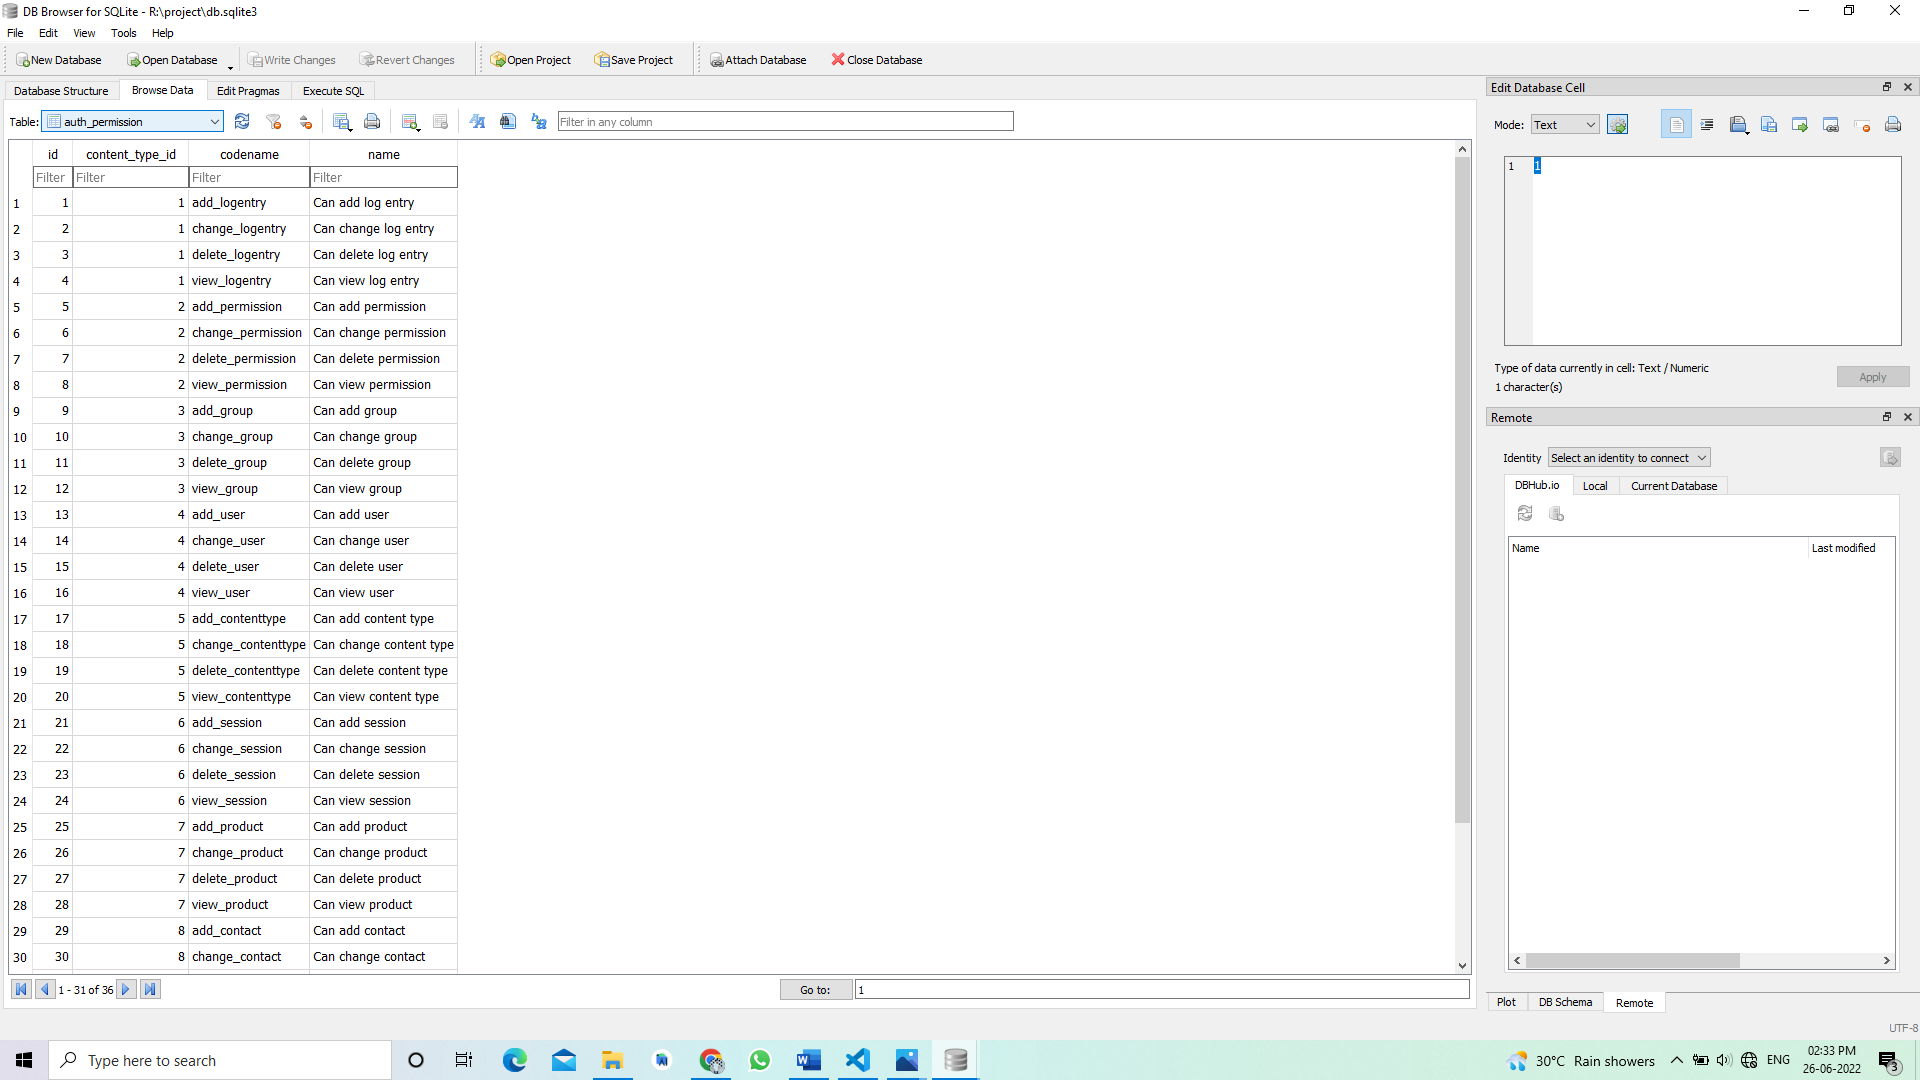 DB Browser for SQLite - R:\project\db.sqlite3
File Edit View Tools Help
New Database Open Database Write Changes Revert Changes Open Project Save Project Attach Database Close Database
Database Structure Browse Data Edit Pragmas Execute SQL
Table: auth_permission Filter in any column
id content_type_id codename name
Filter Filter Filter Filter
1 1 1 add_logentry Can add log entry
2 2 1 change_logentry Can change log entry
3 3 1 delete_logentry Can delete log entry
4 4 1 view_logentry Can view log entry
5 5 2 add_permission Can add permission
6 6 2 change_permission Can change permission
7 7 2 delete_permission Can delete permission
8 8 2 view_permission Can view permission
9 9 3 add_group Can add group
10 10 3 change_group Can change group
11 11 3 delete_group Can delete group
12 12 3 view_group Can view group
13 13 4 add_user Can add user
14 14 4 change_user Can change user
15 15 4 delete_user Can delete user
16 16 4 view_user Can view user
17 17 5 add_contenttype Can add content type
18 18 5 change_contenttype Can change content type
19 19 5 delete_contenttype Can delete content type
20 20 5 view_contenttype Can view content type
21 21 6 add_session Can add session
22 22 6 change_session Can change session
23 23 6 delete_session Can delete session
24 24 6 view_session Can view session
25 25 7 add_product Can add product
26 26 7 change_product Can change product
27 27 7 delete_product Can delete product
28 28 7 view_product Can view product
29 29 8 add_contact Can add contact
30 30 8 change_contact Can change contact
1 - 31 of 36 Go to: 1
Edit Database Cell
Mode: Text
1 1
Type of data currently in cell: Text / Numeric
1 character(s)
Apply
Remote
Identity Select an identity to connect
DBHub.io Local Current Database
Name Last modified
Plot DB Schema Remote
UTF-8
Type here to search
30°C Rain showers ENG 02:33 PM
26-06-2022
3